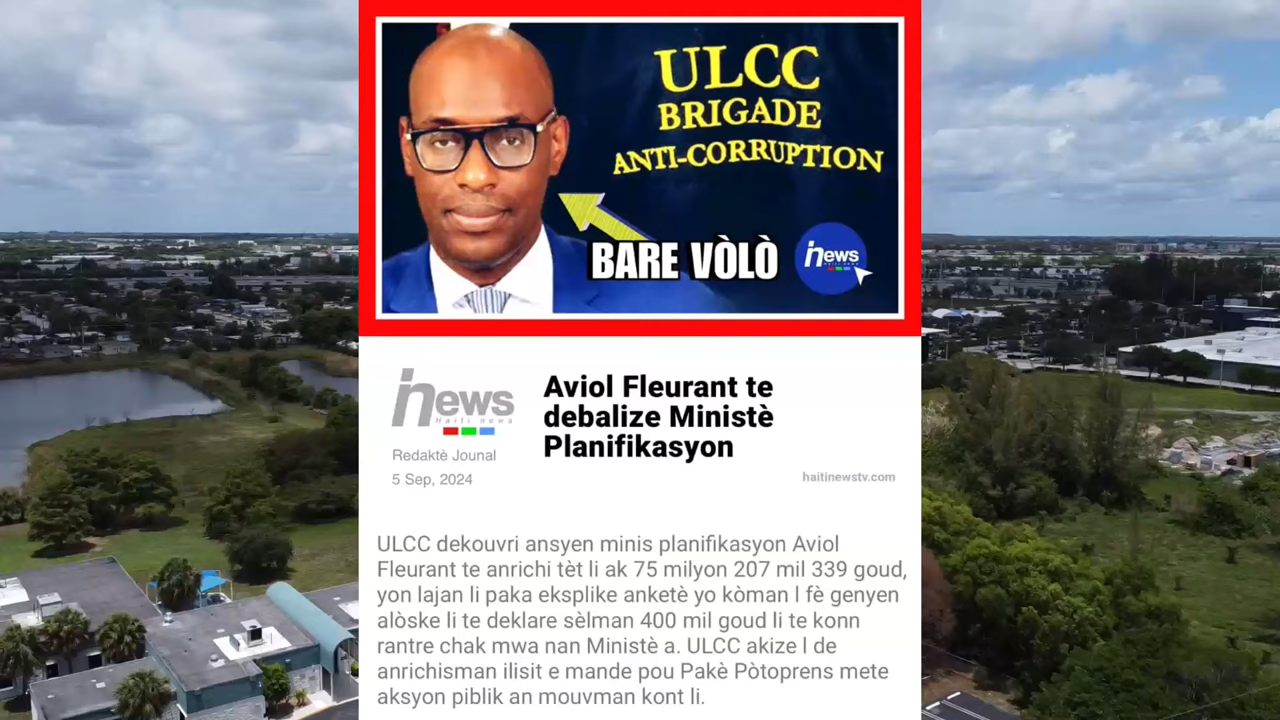 ULCC
BRIGADE
ANTI-CORRUPTION
BARE VÒLÒ
inews
inews
Haiti news
Aviol Fleurant te
debalize Ministè
Planifikasyon
Redaktè Jounal
5 Sep, 2024
haitinewstv.com
ULCC dekouvri ansyen minis planifikasyon Aviol
Fleurant te anrichi tèt li ak 75 milyon 207 mil 339 goud,
yon lajan li paka eksplike anketè yo kòman l fè genyen
alòske li te deklare sèlman 400 mil goud li te konn
rantre chak mwa nan Ministè a. ULCC akize l de
anrichisman ilisit e mande pou Pakè Pòtoprens mete
aksyon piblik an mouvman kont li.